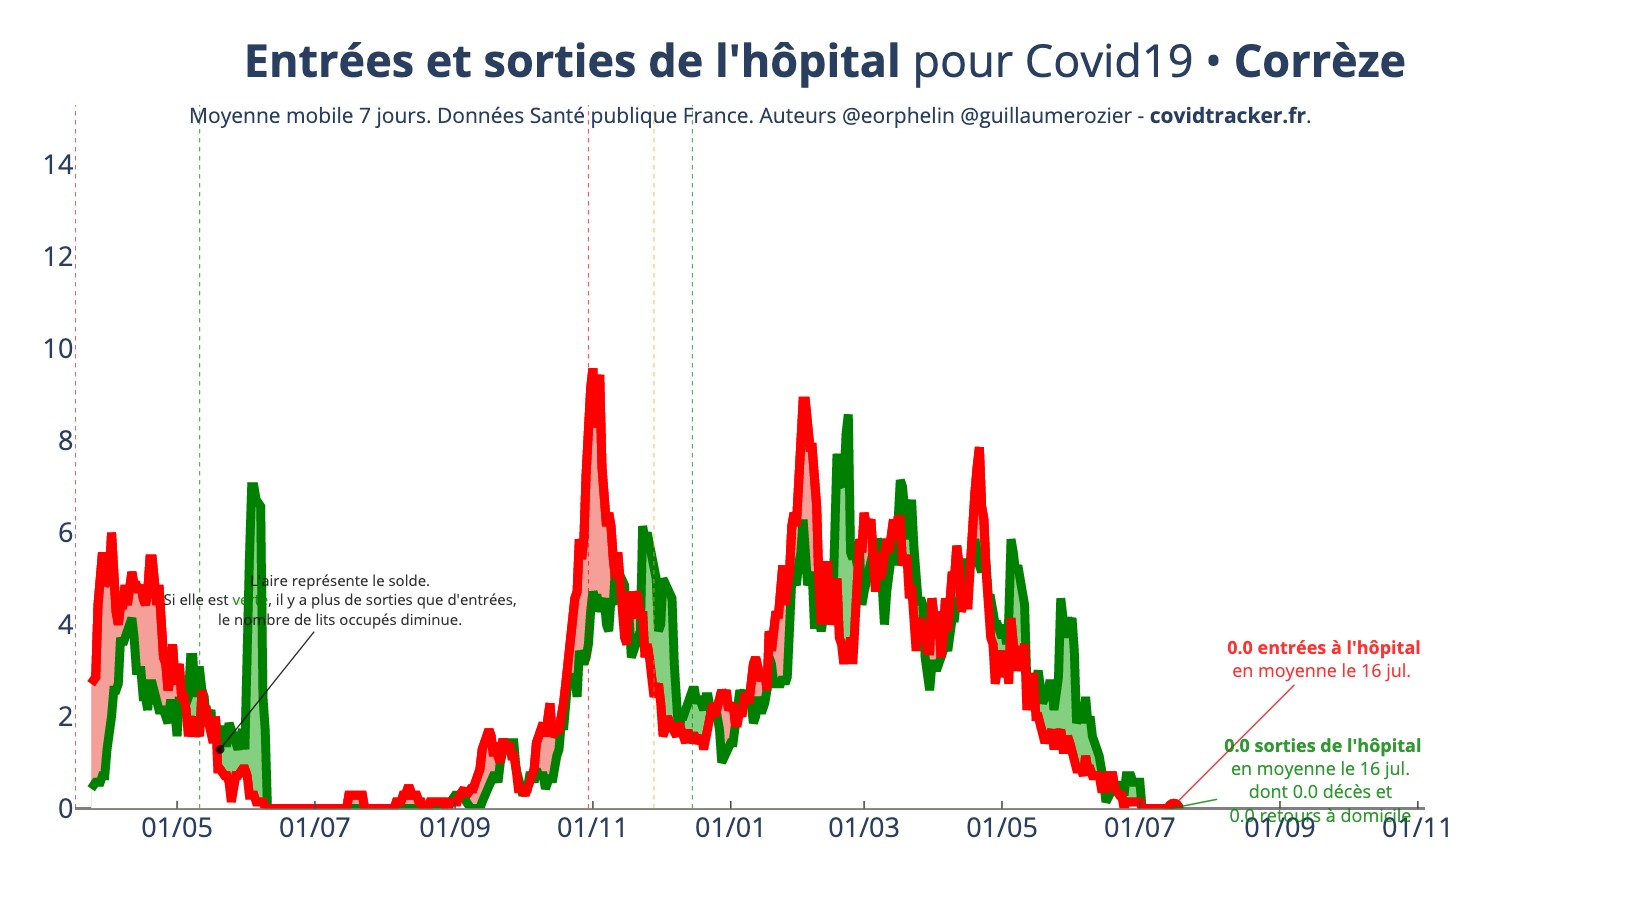 Entrées et sorties de l'hôpital pour Covid19 • Corrèze
Moyenne mobile 7 jours. Données Santé publique France. Auteurs @eorphelin @guillaumerozier - covidtracker.fr.
14
12
10
8
6
4
2
0
L'aire représente le solde.
Si elle est verte, il y a plus de sorties que d'entrées,
le nombre de lits occupés diminue.
0.0 entrées à l'hôpital
en moyenne le 16 jul.
0.0 sorties de l'hôpital
en moyenne le 16 jul.
dont 0.0 décès et
0.0 retours à domicile
01/05 01/07 01/09 01/11 01/01 01/03 01/05 01/07 01/09 01/11